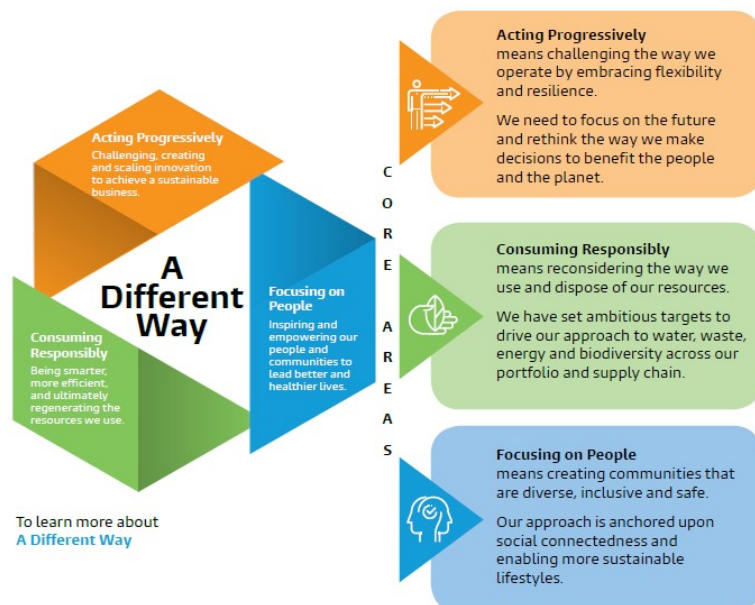 Acting Progressively
Challenging, creating
and scaling innovation
to achieve a sustainable
business.
A
Different
Way
Focusing on
People
Inspiring and
empowering our
people and
communities to
lead better and
healthier lives.
Consuming
Responsibly
Being smarter,
more efficient,
and ultimately
regenerating the
resources we use.
To learn more about
A Different Way
CORE AREAS
Acting Progressively
means challenging the way we
operate by embracing flexibility
and resilience.
We need to focus on the future
and rethink the way we make
decisions to benefit the people
and the planet.
Consuming Responsibly
means reconsidering the way we
use and dispose of our resources.
We have set ambitious targets to
drive our approach to water, waste,
energy and biodiversity across our
portfolio and supply chain.
Focusing on People
means creating communities that
are diverse, inclusive and safe.
Our approach is anchored upon
social connectedness and
enabling more sustainable
lifestyles.